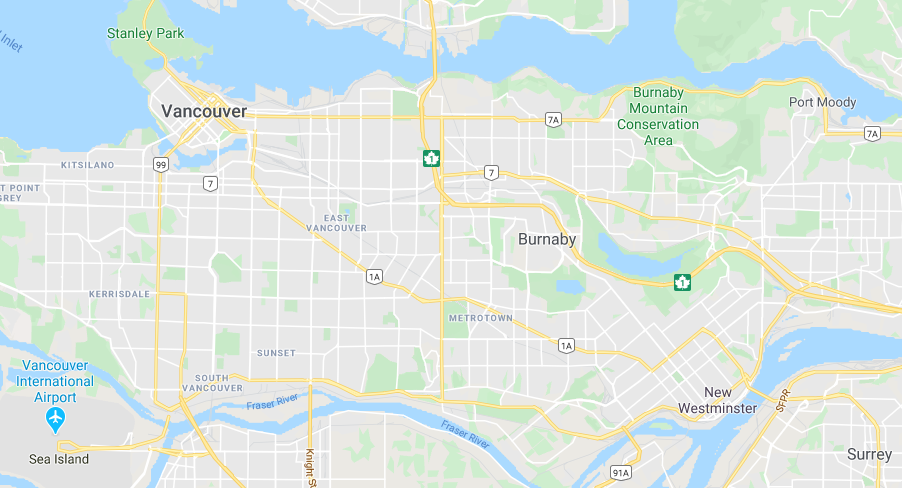 Inlet
Stanley Park
Vancouver
Burnaby
Mountain
Conservation
Area
Port Moody
7A
7A
1
99
KITSILANO
7
7
T POINT
GREY
EAST
VANCOUVER
Burnaby
1A
1
KERRISDALE
METROTOWN
SUNSET
1A
Vancouver
International
Airport
SOUTH
VANCOUVER
Fraser River
Fraser River
New
Westminster
SFPR
Sea Island
Knight St
91A
Surrey